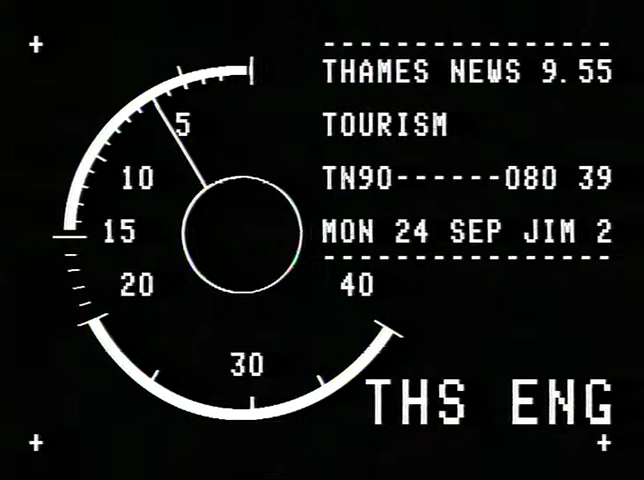 THAMES NEWS 9.55
TOURISM
TN90------080 39
MON 24 SEP JIM 2
5
10
15
20
30
40
THS ENG